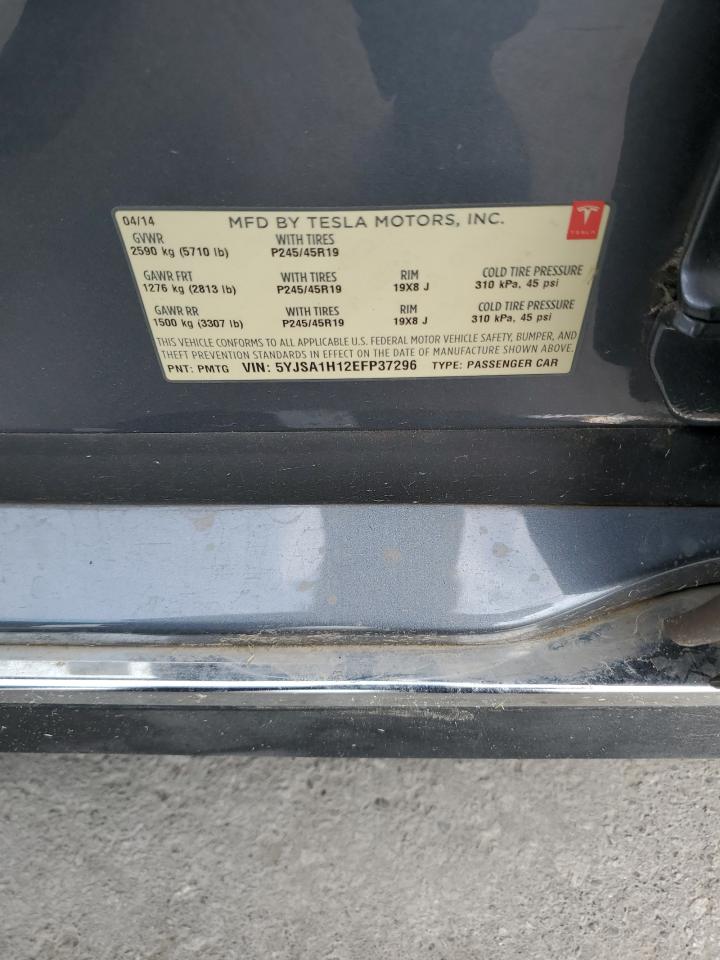 04/14 MFD BY TESLA MOTORS, INC.
TESLA
GVWR WITH TIRES
2590 kg (5710 lb) P245/45R19
GAWR FRT WITH TIRES RIM COLD TIRE PRESSURE
1276 kg (2813 lb) P245/45R19 19X8 J 310 kPa, 45 psi
GAWR RR WITH TIRES RIM COLD TIRE PRESSURE
1500 kg (3307 lb) P245/45R19 19X8 J 310 kPa, 45 psi
THIS VEHICLE CONFORMS TO ALL APPLICABLE U.S. FEDERAL MOTOR VEHICLE SAFETY, BUMPER, AND
THEFT PREVENTION STANDARDS IN EFFECT ON THE DATE OF MANUFACTURE SHOWN ABOVE.
PNT: PMTG VIN: 5YJSA1H12EFP37296 TYPE: PASSENGER CAR